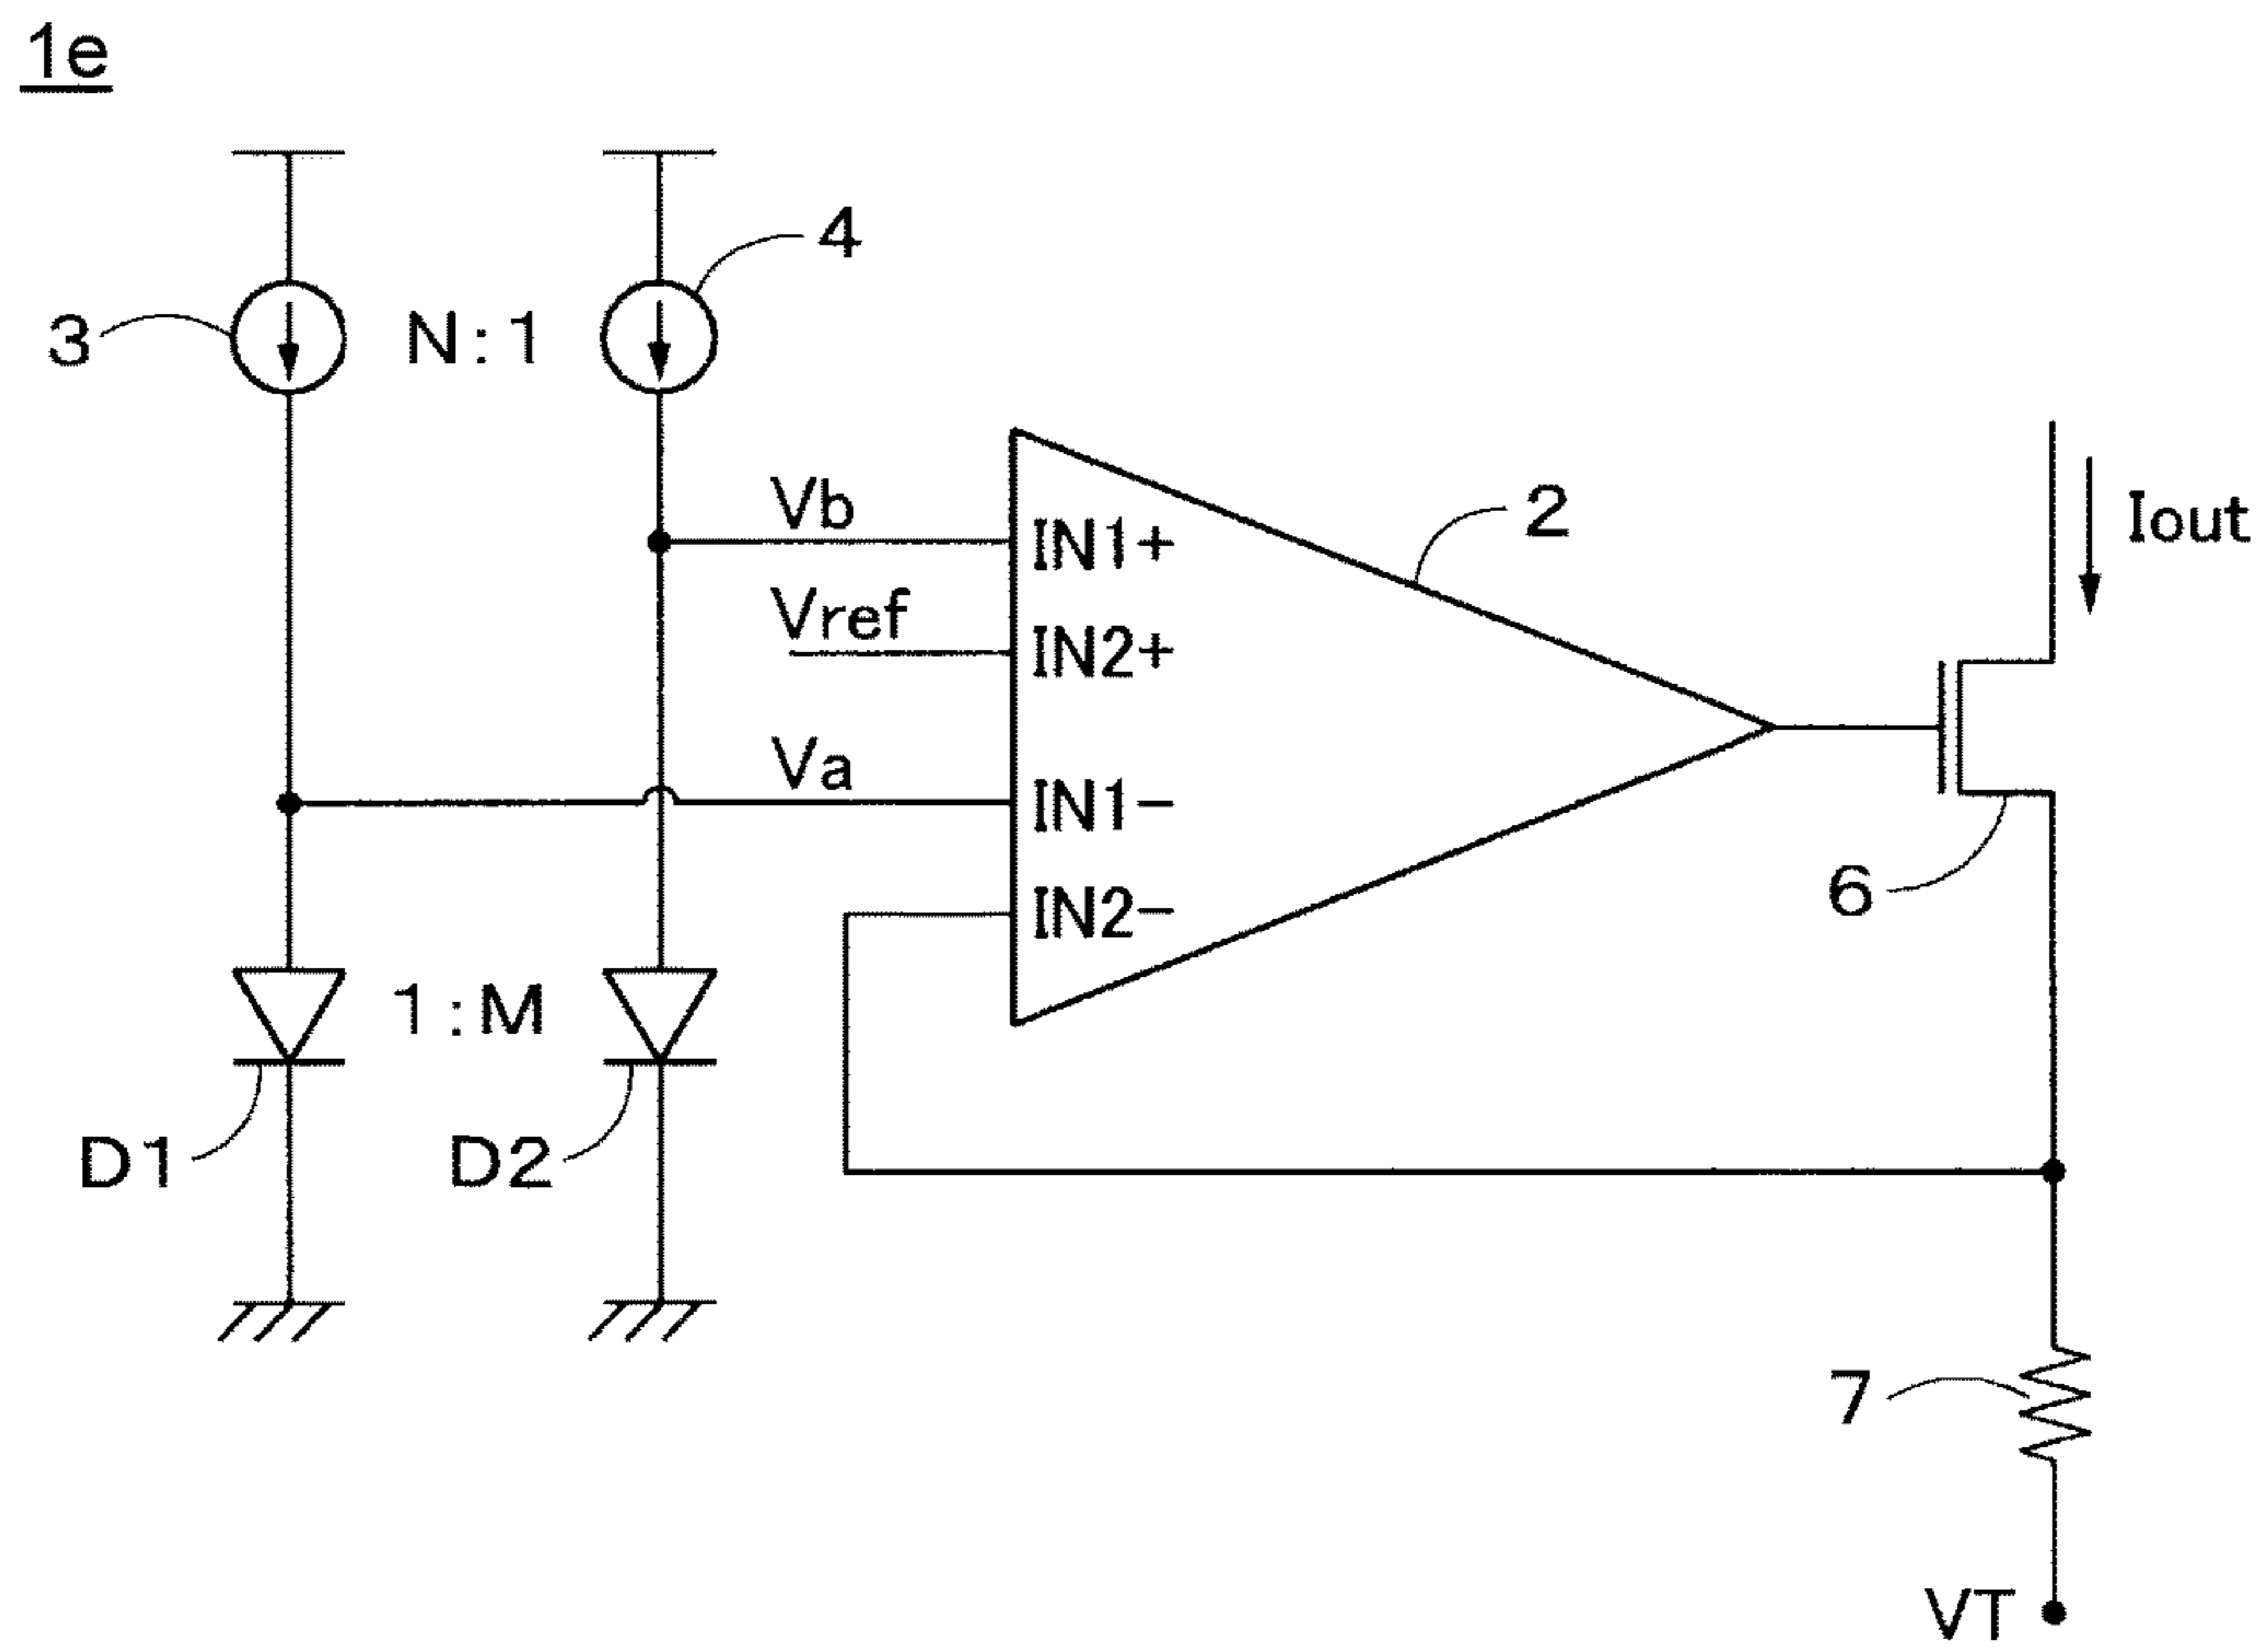 1e
4
3
N:1
Vb
IN1+
2
Iout
Vref
IN2+
Va
IN1-
IN2-
6
1:M
D1
D2
7
VT